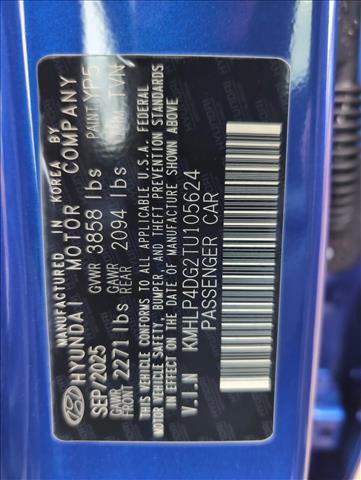 MANUFACTURED IN KOREA BY
HYUNDAI MOTOR COMPANY
SEP/2025 GVWR 3858 lbs PAINT YP5
GAWR FRONT 2271 lbs GAWR REAR 2094 lbs TRIM TVN
THIS VEHICLE CONFORMS TO ALL APPLICABLE U.S.A. FEDERAL
MOTOR VEHICLE SAFETY, BUMPER, AND THEFT PREVENTION STANDARDS
IN EFFECT ON THE DATE OF MANUFACTURE SHOWN ABOVE.
V.I.N KMHLP4DG2TU105624
PASSENGER CAR